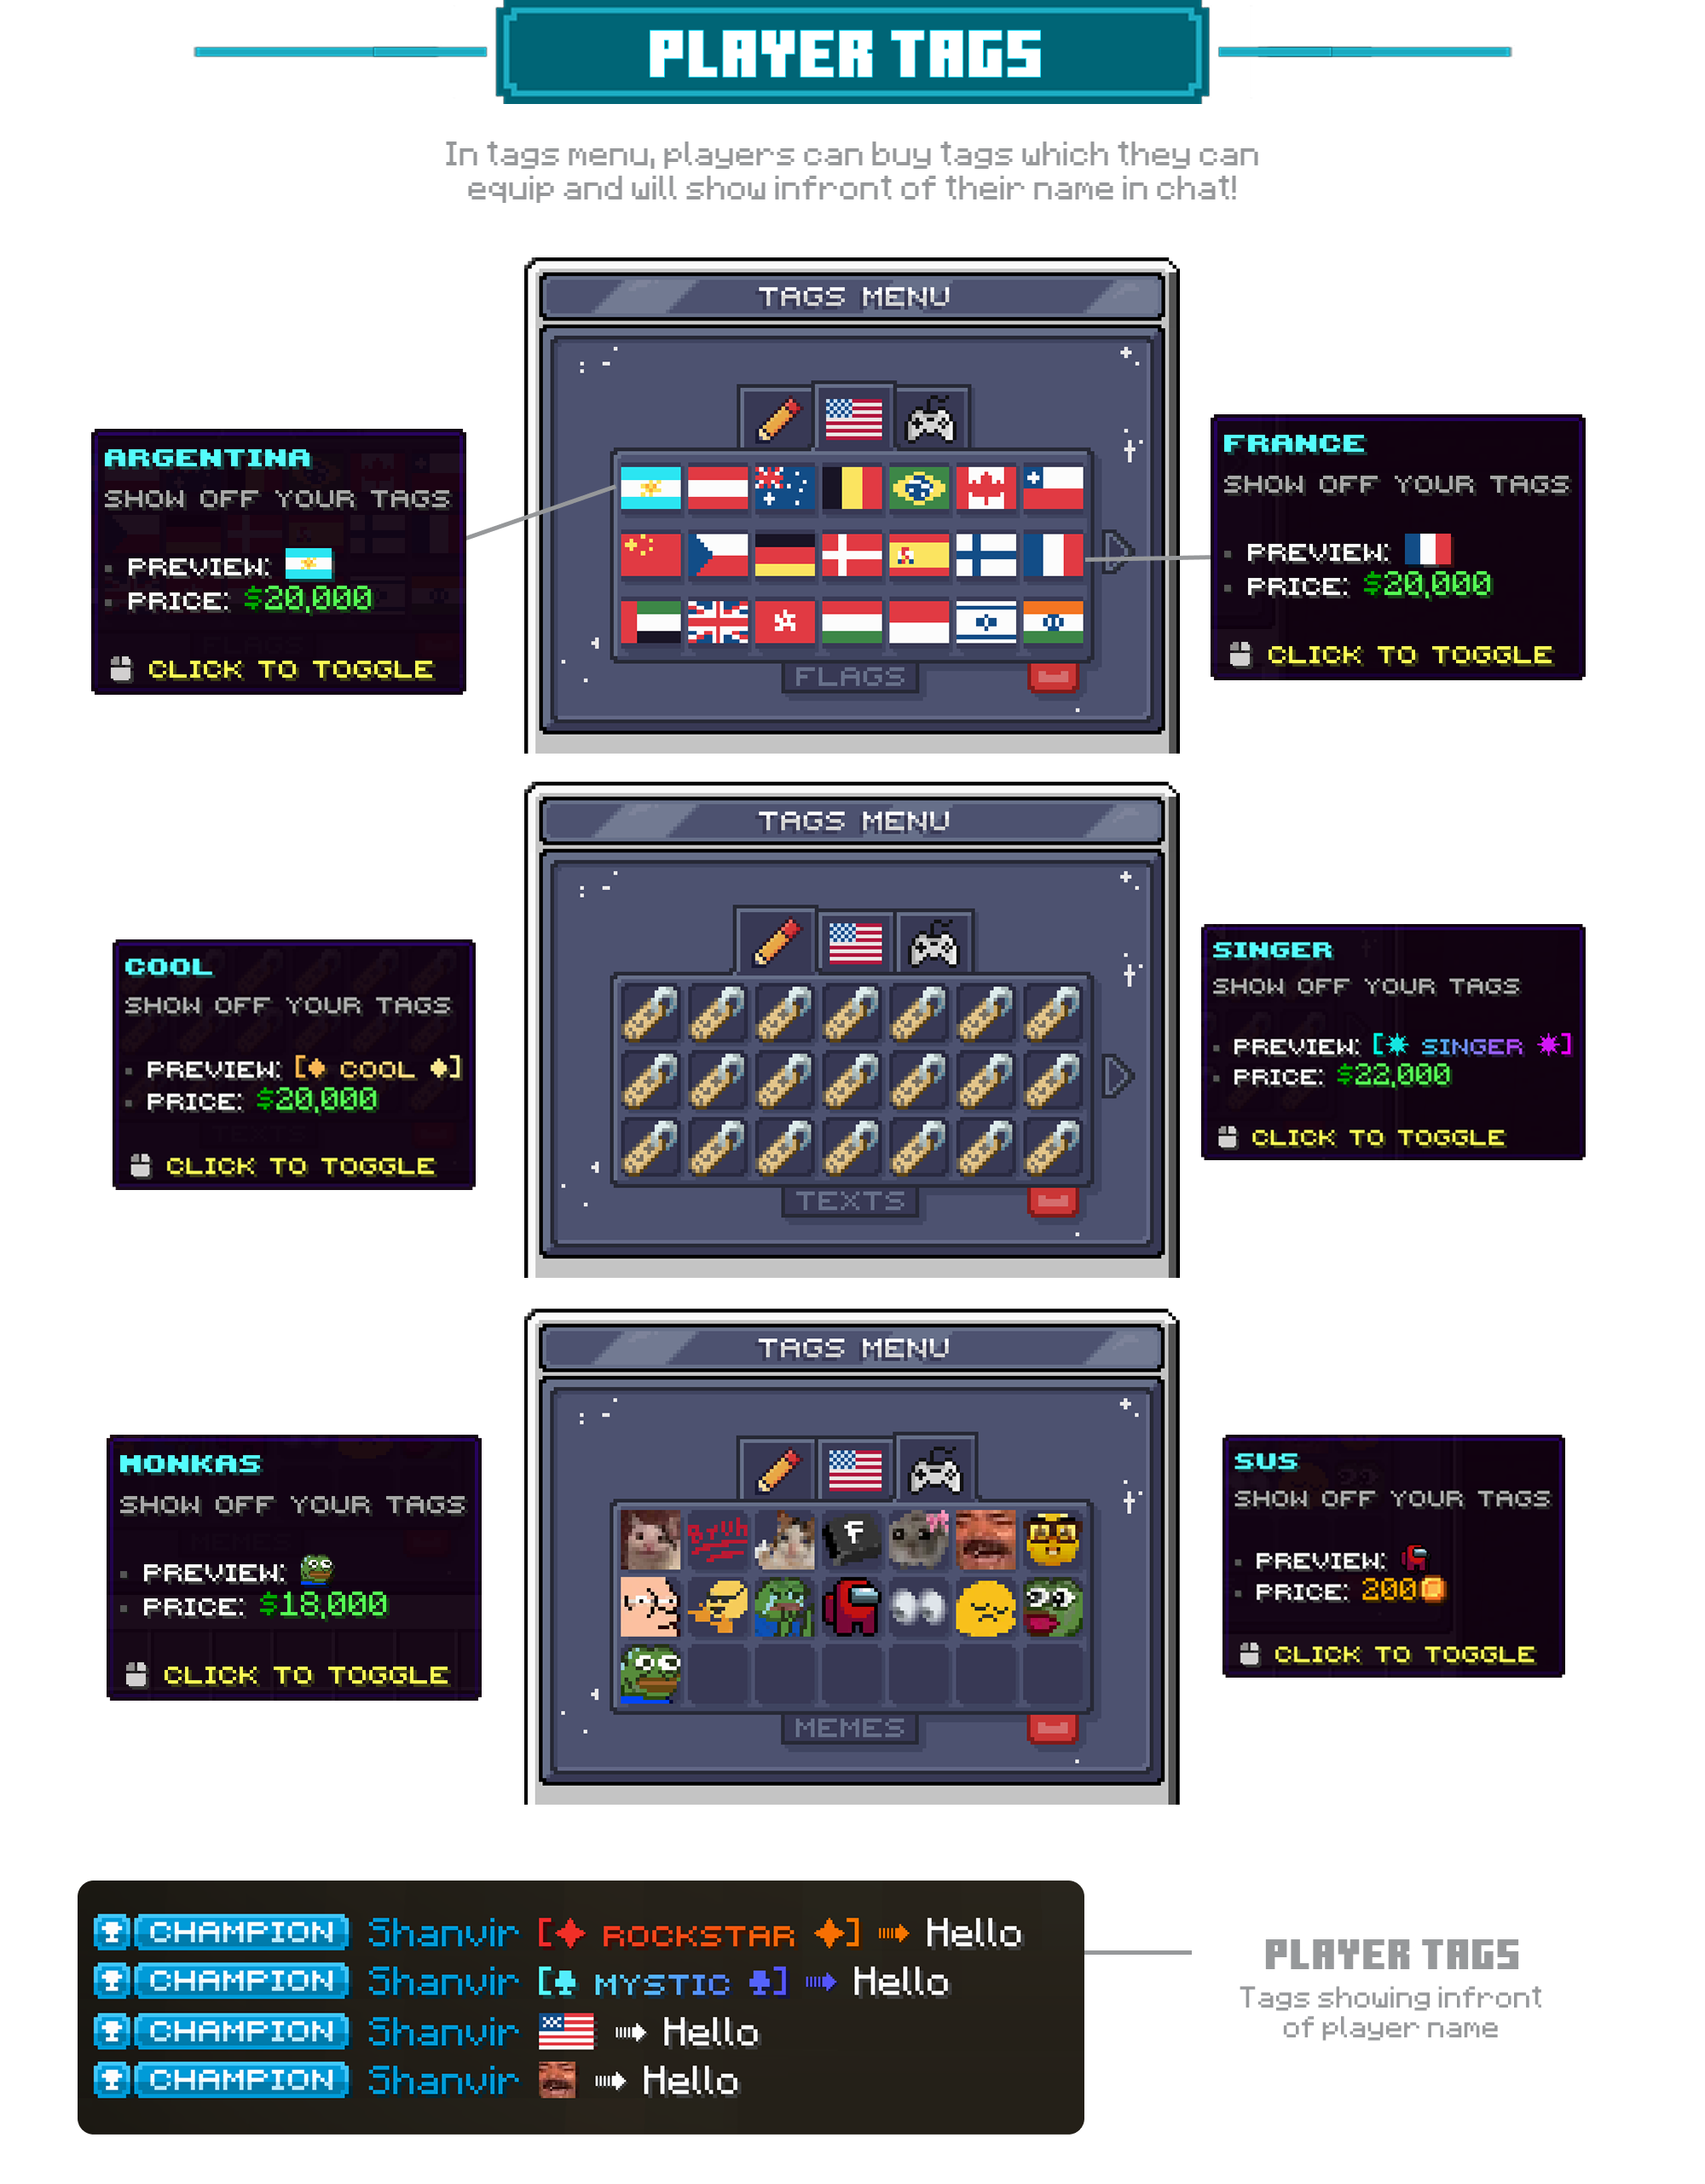 PLAYER TAGS
In tags menu, players can buy tags which they can
equip and will show infront of their name in chat!
TAGS MENU
ARGENTINA
SHOW OFF YOUR TAGS
PREVIEW:
PRICE: $20,000
CLICK TO TOGGLE
FLAGS
FRANCE
SHOW OFF YOUR TAGS
PREVIEW:
PRICE: $20,000
CLICK TO TOGGLE
TAGS MENU
COOL
SHOW OFF YOUR TAGS
PREVIEW: [ COOL ]
PRICE: $20,000
CLICK TO TOGGLE
TEXTS
SINGER
SHOW OFF YOUR TAGS
PREVIEW: [ SINGER ]
PRICE: $22,000
CLICK TO TOGGLE
TAGS MENU
MONKAS
SHOW OFF YOUR TAGS
PREVIEW:
PRICE: $18,000
CLICK TO TOGGLE
Bruh
F
MEMES
SUS
SHOW OFF YOUR TAGS
PREVIEW:
PRICE: 200
CLICK TO TOGGLE
CHAMPION Shanvir [ ROCKSTAR ] Hello
CHAMPION Shanvir [ MYSTIC ] Hello
CHAMPION Shanvir Hello
CHAMPION Shanvir Hello
PLAYER TAGS
Tags showing infront
of player name